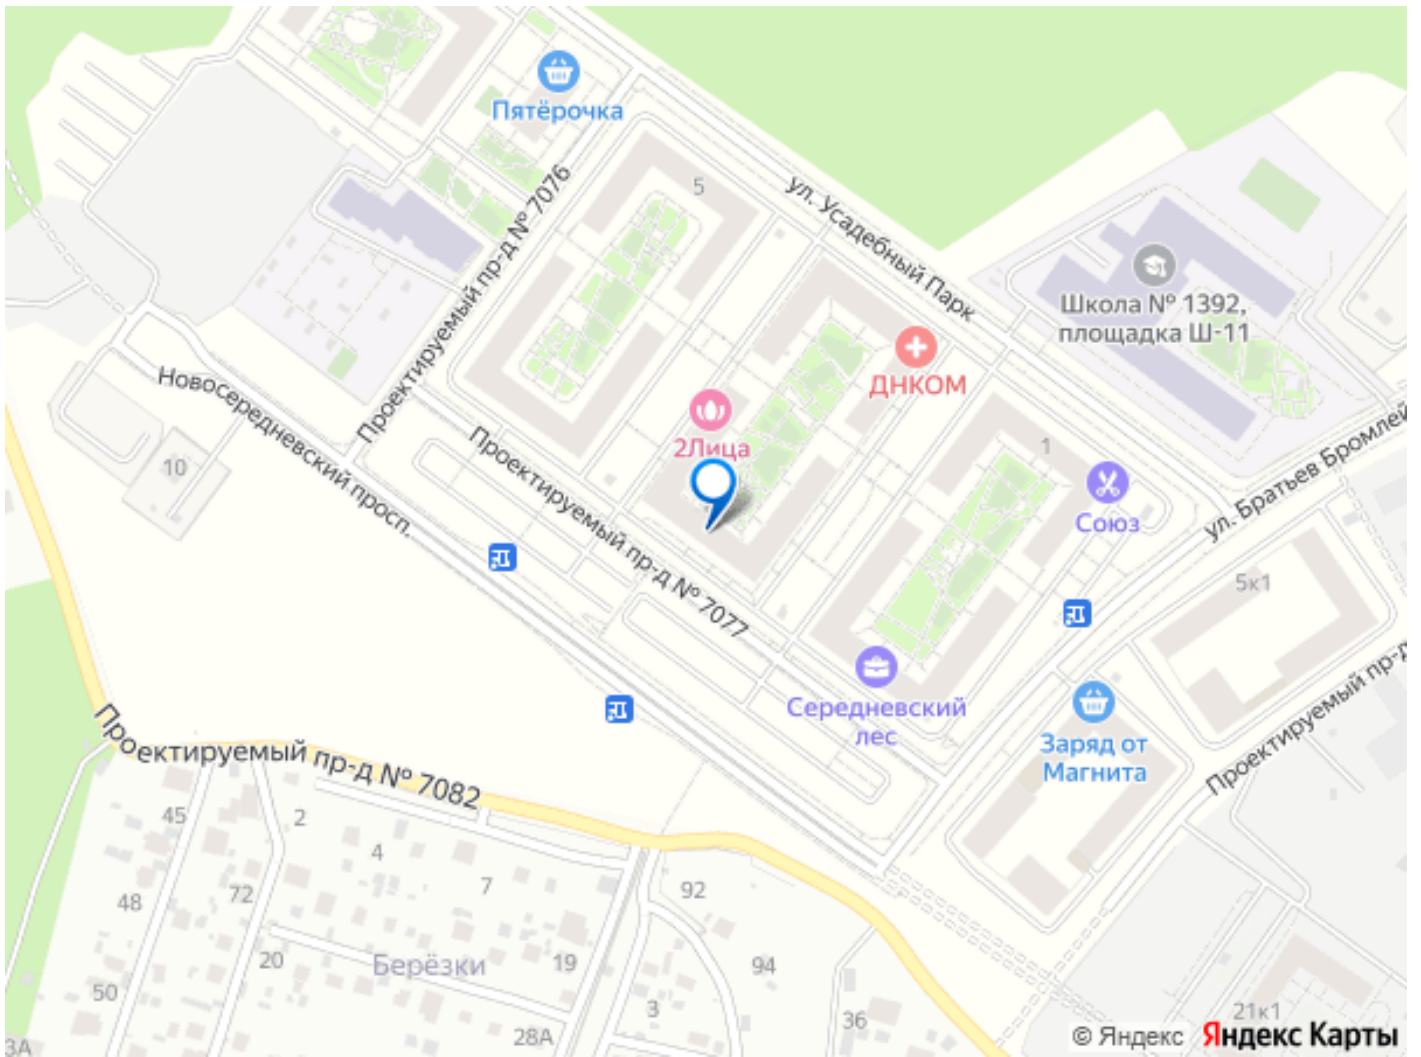 Пятёрочка
5
ул. Усадебный Парк
Проектируемый пр-д № 7076
Школа № 1392,
площадка Ш-11
ДНКОМ
Новосередневский просп.
2Лица
Проектируемый пр-д № 7077
1
Союз
ул. Братьев Бромлей
10
5к1
Середневский
лес
Заряд от
Магнита
Проектируемый пр-д
Проектируемый пр-д № 7082
45
2
4
7
72
48
92
20
Берёзки
19
94
50
3
28А
36
21к1
3А
© Яндекс Яндекс Карты